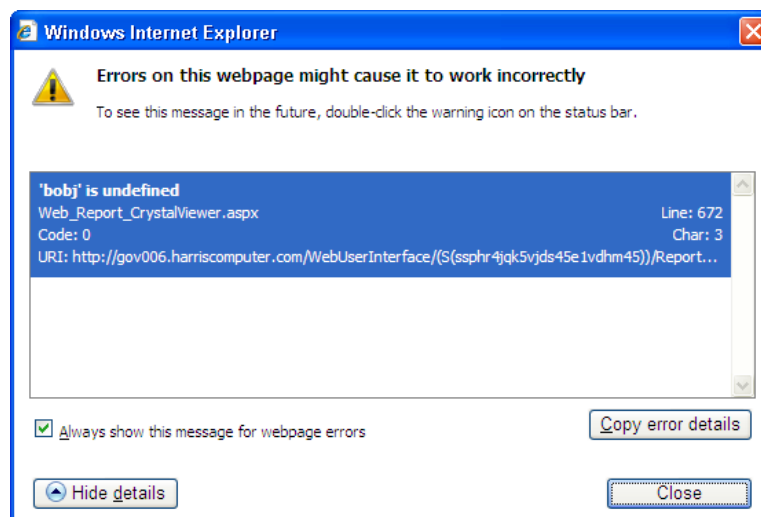 Windows Internet Explorer
Errors on this webpage might cause it to work incorrectly
To see this message in the future, double-click the warning icon on the status bar.
'bobj' is undefined
Web_Report_CrystalViewer.aspx Line: 672
Code: 0 Char: 3
URI: http://gov006.harriscomputer.com/WebUserInterface/(S(ssphr4jqk5vjds45e1vdhm45))/Report...
Always show this message for webpage errors
Copy error details
Hide details
Close